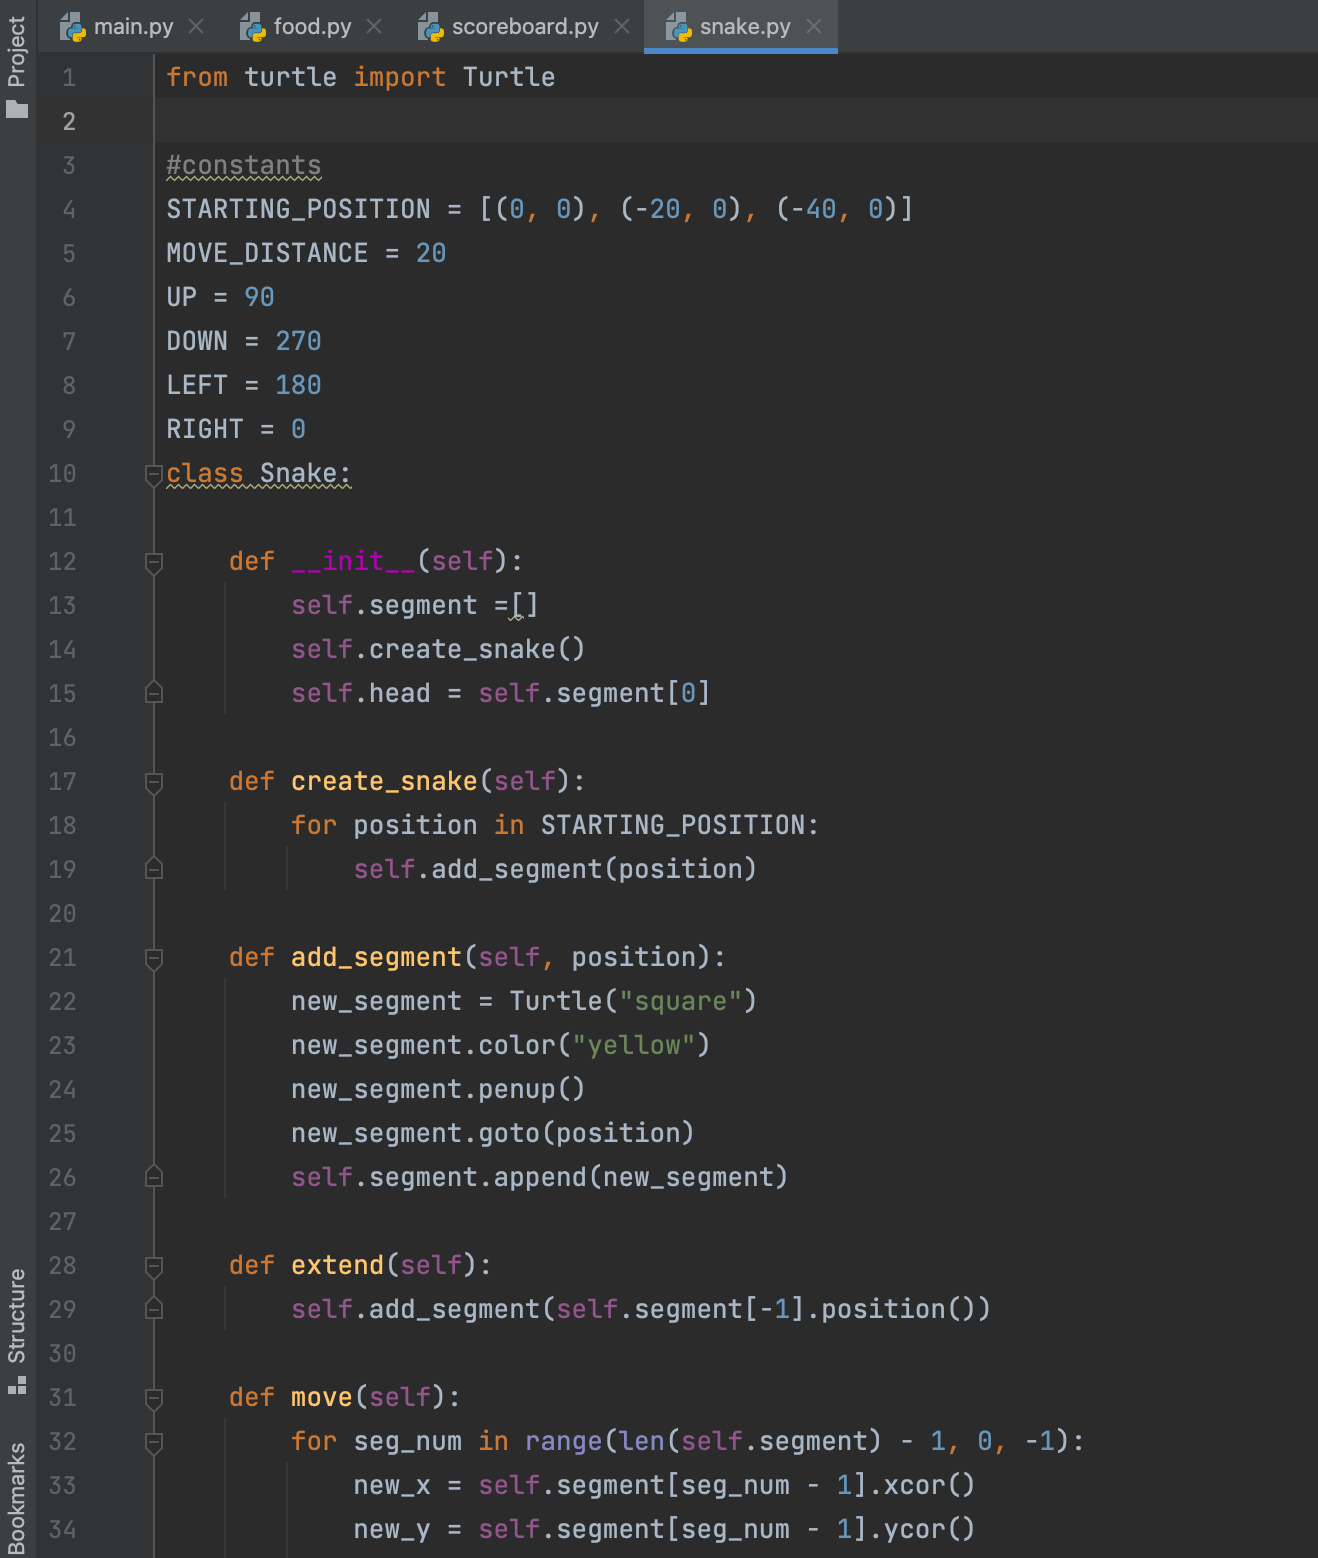 main.py food.py scoreboard.py snake.py
Project
Structure
Bookmarks
1 from turtle import Turtle
2
3 #constants
4 STARTING_POSITION = [(0, 0), (-20, 0), (-40, 0)]
5 MOVE_DISTANCE = 20
6 UP = 90
7 DOWN = 270
8 LEFT = 180
9 RIGHT = 0
10 class Snake:
11
12     def __init__(self):
13         self.segment =[]
14         self.create_snake()
15         self.head = self.segment[0]
16
17     def create_snake(self):
18         for position in STARTING_POSITION:
19             self.add_segment(position)
20
21     def add_segment(self, position):
22         new_segment = Turtle("square")
23         new_segment.color("yellow")
24         new_segment.penup()
25         new_segment.goto(position)
26         self.segment.append(new_segment)
27
28     def extend(self):
29         self.add_segment(self.segment[-1].position())
30
31     def move(self):
32         for seg_num in range(len(self.segment) - 1, 0, -1):
33             new_x = self.segment[seg_num - 1].xcor()
34             new_y = self.segment[seg_num - 1].ycor()